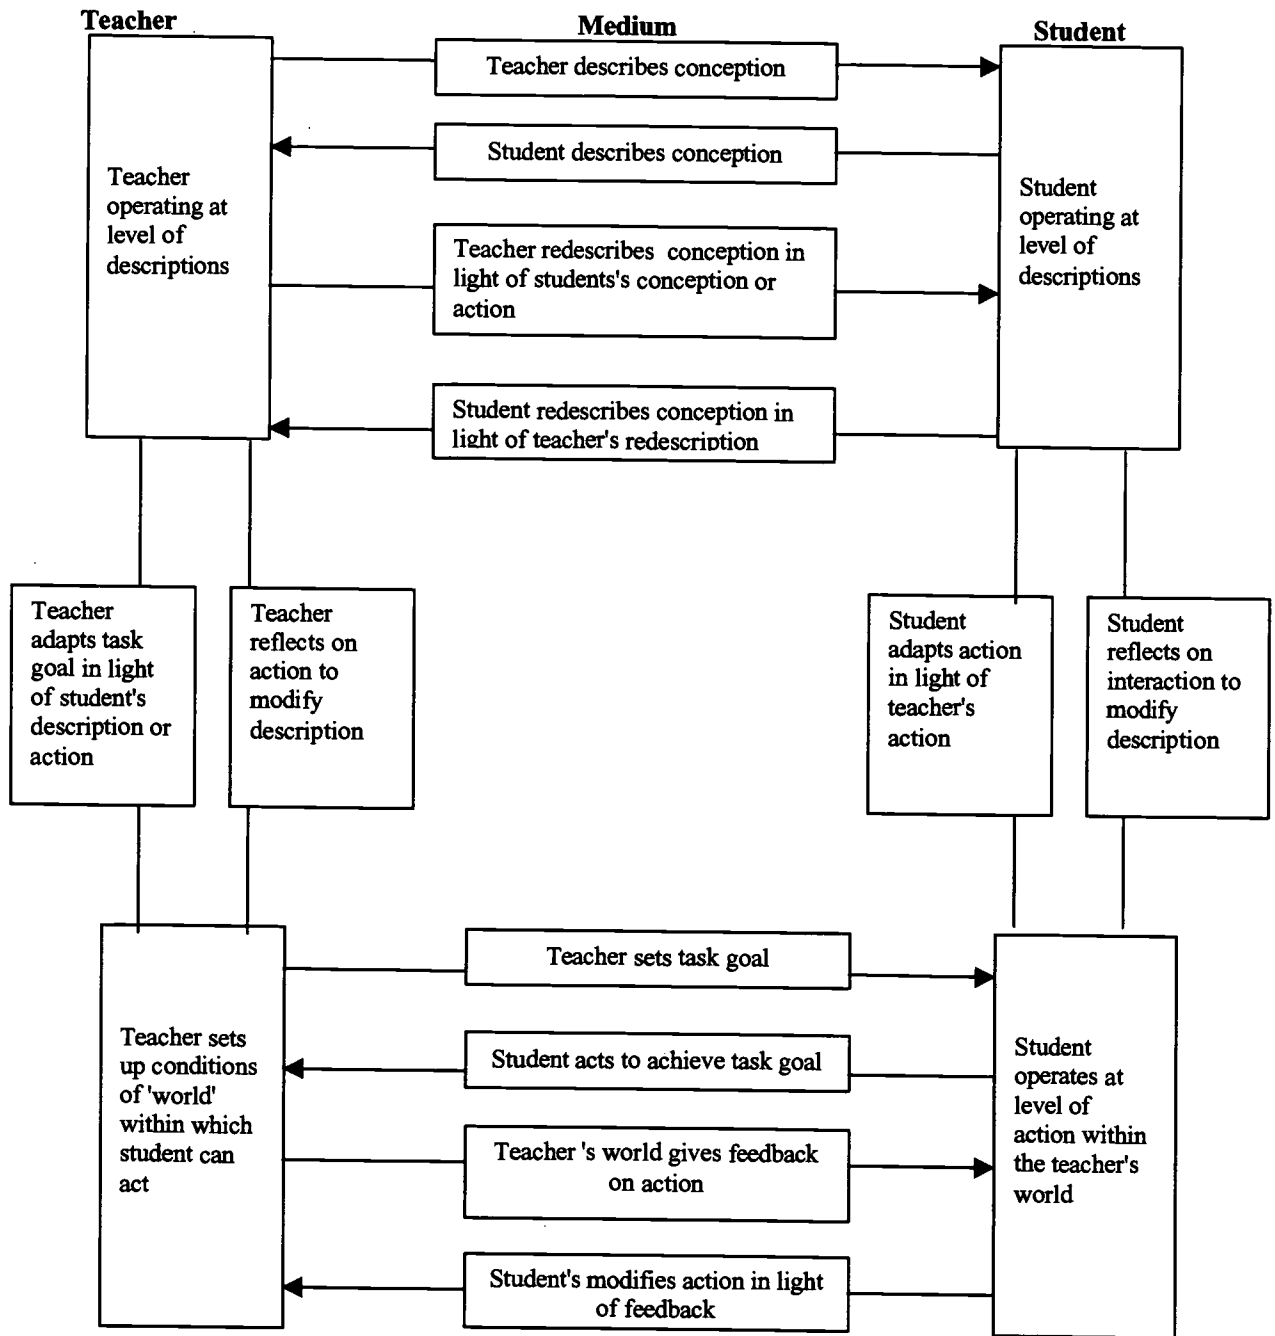 Teacher
Medium
Student
Teacher describes conception
Student describes conception
Teacher
operating at
level of
descriptions
Student
operating at
level of
descriptions
Teacher redescribes conception in
light of students's conception or
action
Student redescribes conception in
light of teacher's redescription
Teacher
adapts task
goal in light
of student's
description or
action
Teacher
reflects on
action to
modify
description
Student
adapts action
in light of
teacher's
action
Student
reflects on
interaction to
modify
description
Teacher sets task goal
Teacher sets
up conditions
of 'world'
within which
student can
act
Student acts to achieve task goal
Student
operates at
level of
action within
the teacher's
world
Teacher 's world gives feedback
on action
Student's modifies action in light
of feedback